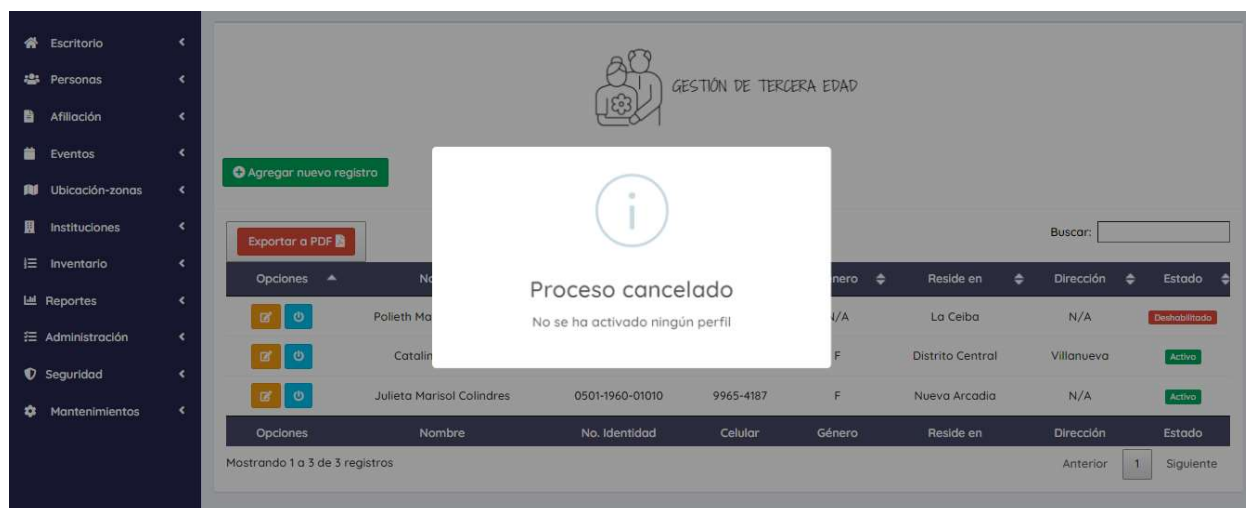 Escritorio
Personas
Afiliación
Eventos
Ubicación-zonas
Instituciones
Inventario
Reportes
Administración
Seguridad
Mantenimientos
GESTIÓN DE TERCERA EDAD
Agregar nuevo registro
Exportar a PDF
Buscar:
Proceso cancelado
No se ha activado ningún perfil
Opciones Reside en Dirección Estado
Polieth N/A La Ceiba N/A Deshabilitado
F Distrito Central Villanueva Activo
Julieta Marisol Colindres 0501-1960-01010 9965-4187 F Nueva Arcadia N/A Activo
Opciones Nombre No. Identidad Celular Género Reside en Dirección Estado
Mostrando 1 a 3 de 3 registros
Anterior 1 Siguiente